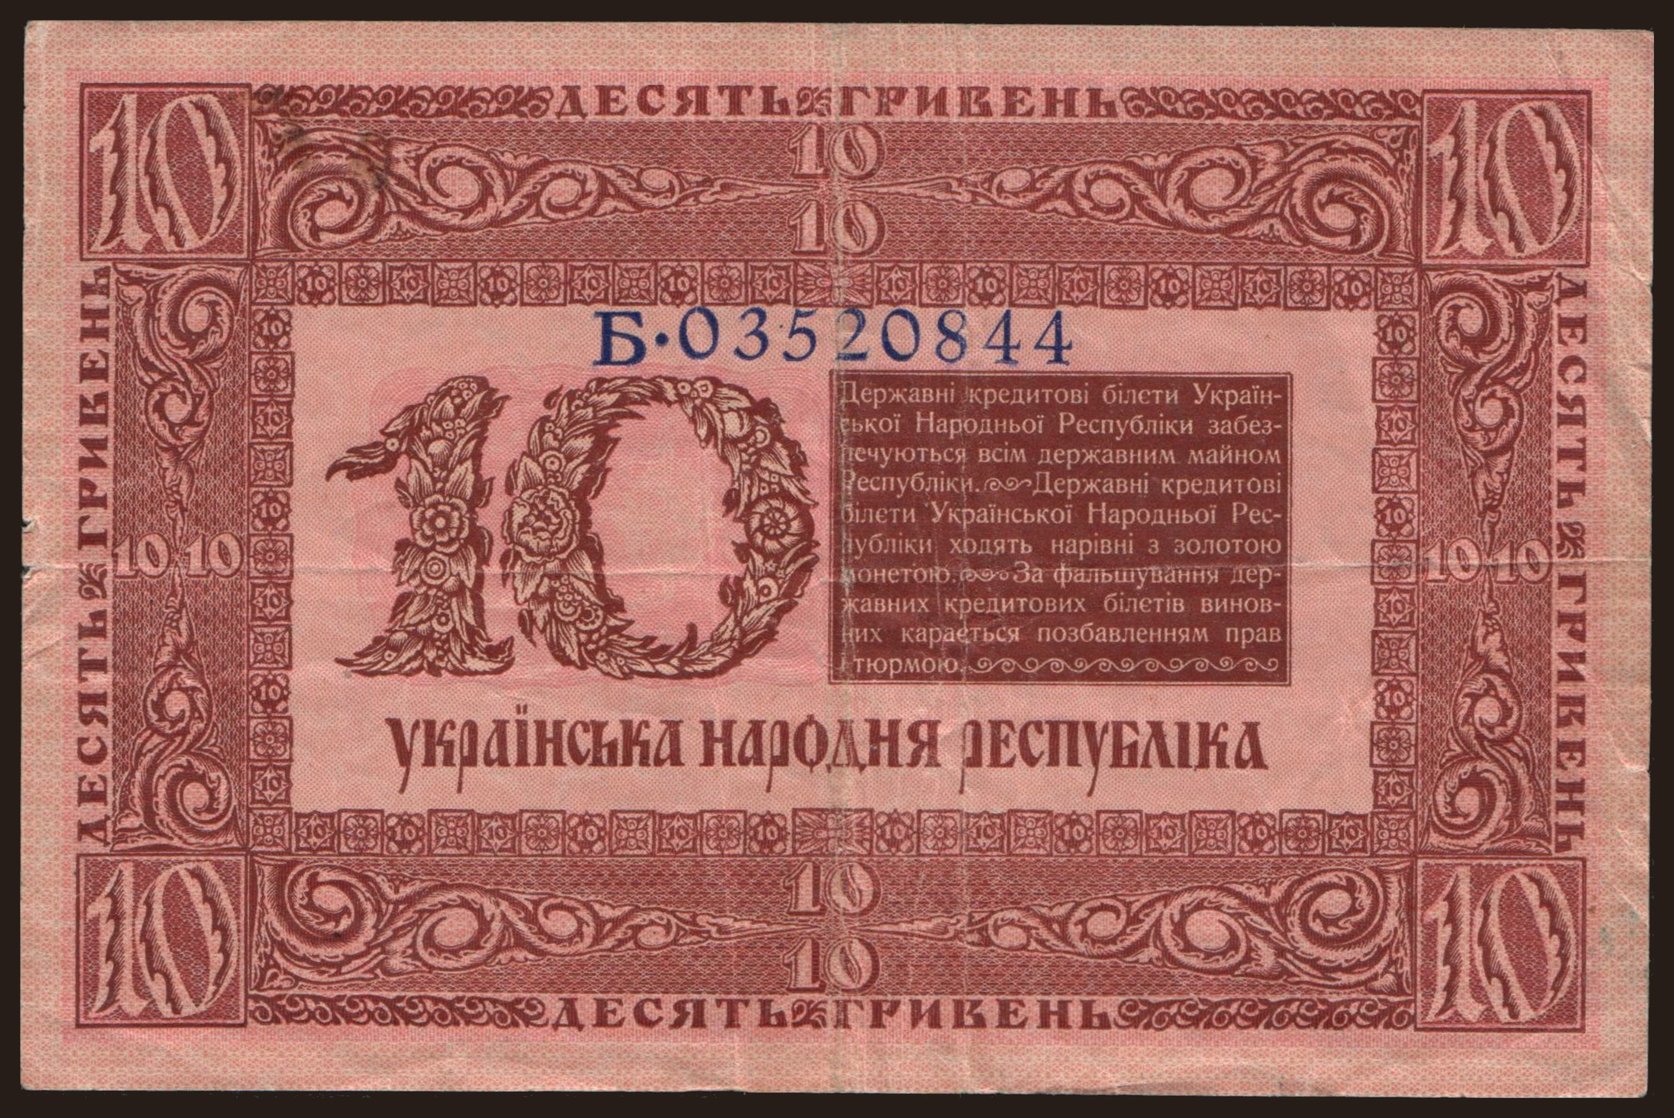 10 ДЕСЯТЬ ГРИВЕНЬ 10
10
10
ДЕСЯТЬ ГРИВЕНЬ
ДЕСЯТЬ ГРИВЕНЬ
Б·03520844
10
Державні кредитові білєти Україн-
ської Народньої Республіки забез-
печуються всім державним майном
Республіки. Державні кредитові
білєти Української Народньої Рес-
публіки ходять нарівні з золотою
монетою. За фальшування дер-
жавних кредитових білєтів винов-
них карається позбавленням прав
і тюрмою.
10 10
10 10
УКРАЇНСЬКА НАРОДНЯ РЕСПУБЛІКА
10
10
10 ДЕСЯТЬ ГРИВЕНЬ 10